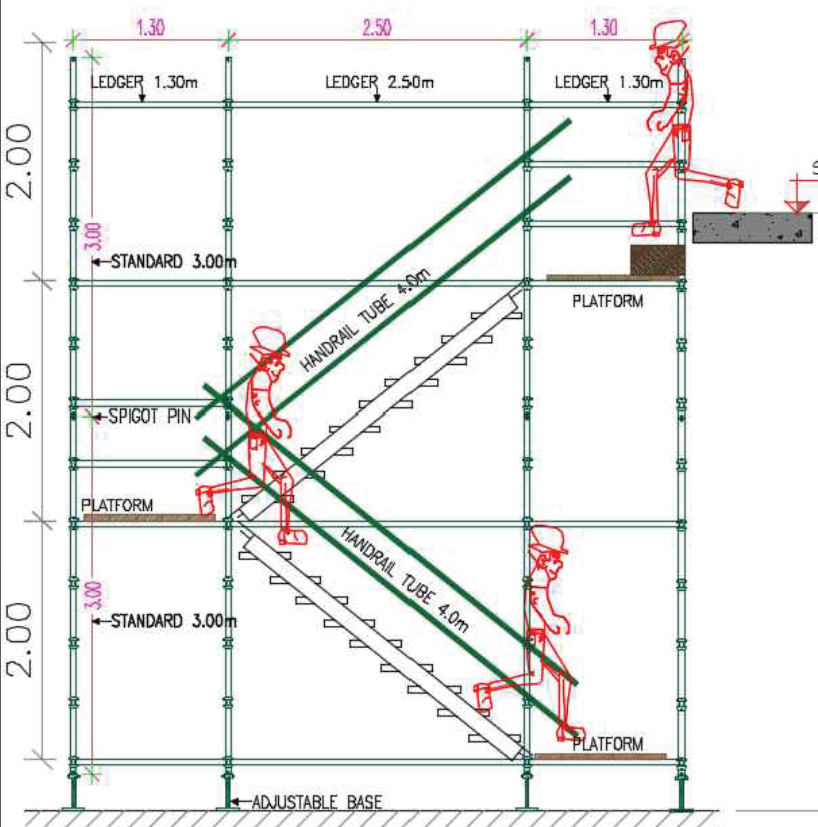 1.30
2.50
1.30
LEDGER 1.30m
LEDGER 2.50m
LEDGER 1.30m
2.00
3.00
STANDARD 3.00m
HANDRAIL TUBE 4.0m
PLATFORM
2.00
SPIGOT PIN
PLATFORM
HANDRAIL TUBE 4.0m
3.00
STANDARD 3.00m
2.00
PLATFORM
ADJUSTABLE BASE